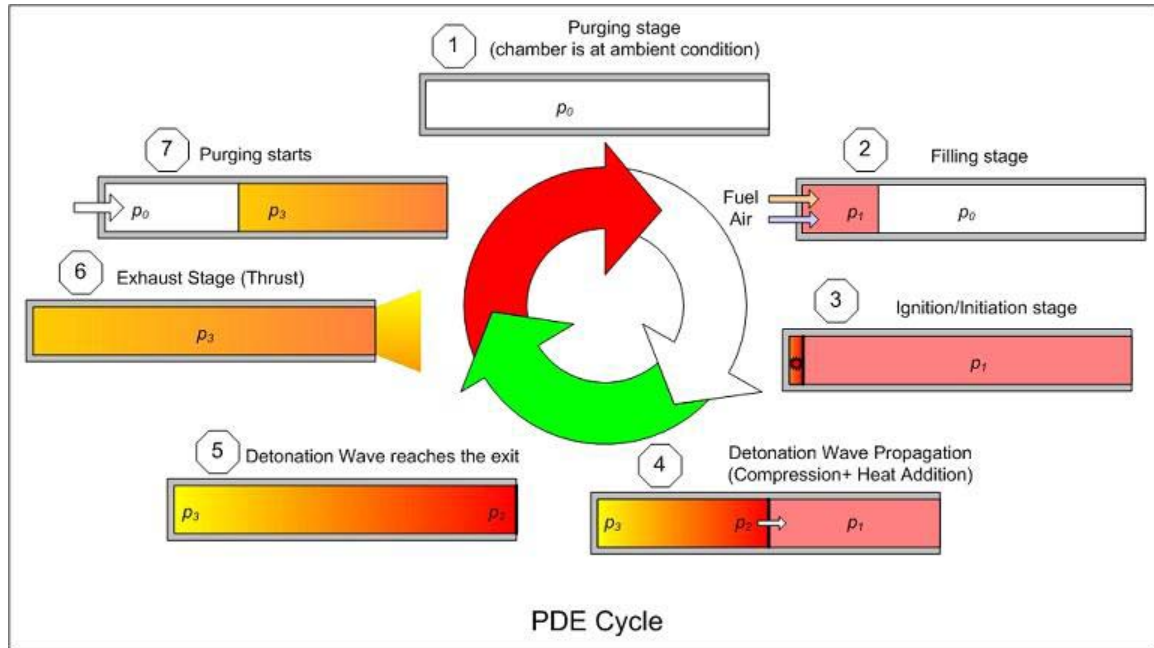 1
Purging stage
(chamber is at ambient condition)
p₀
2
Filling stage
Fuel
Air
p₁
p₀
3
Ignition/Initiation stage
p₁
4
Detonation Wave Propagation
(Compression+ Heat Addition)
p₃
p₂
p₁
5
Detonation Wave reaches the exit
p₃
p₂
6
Exhaust Stage (Thrust)
p₃
7
Purging starts
p₀
p₃
PDE Cycle